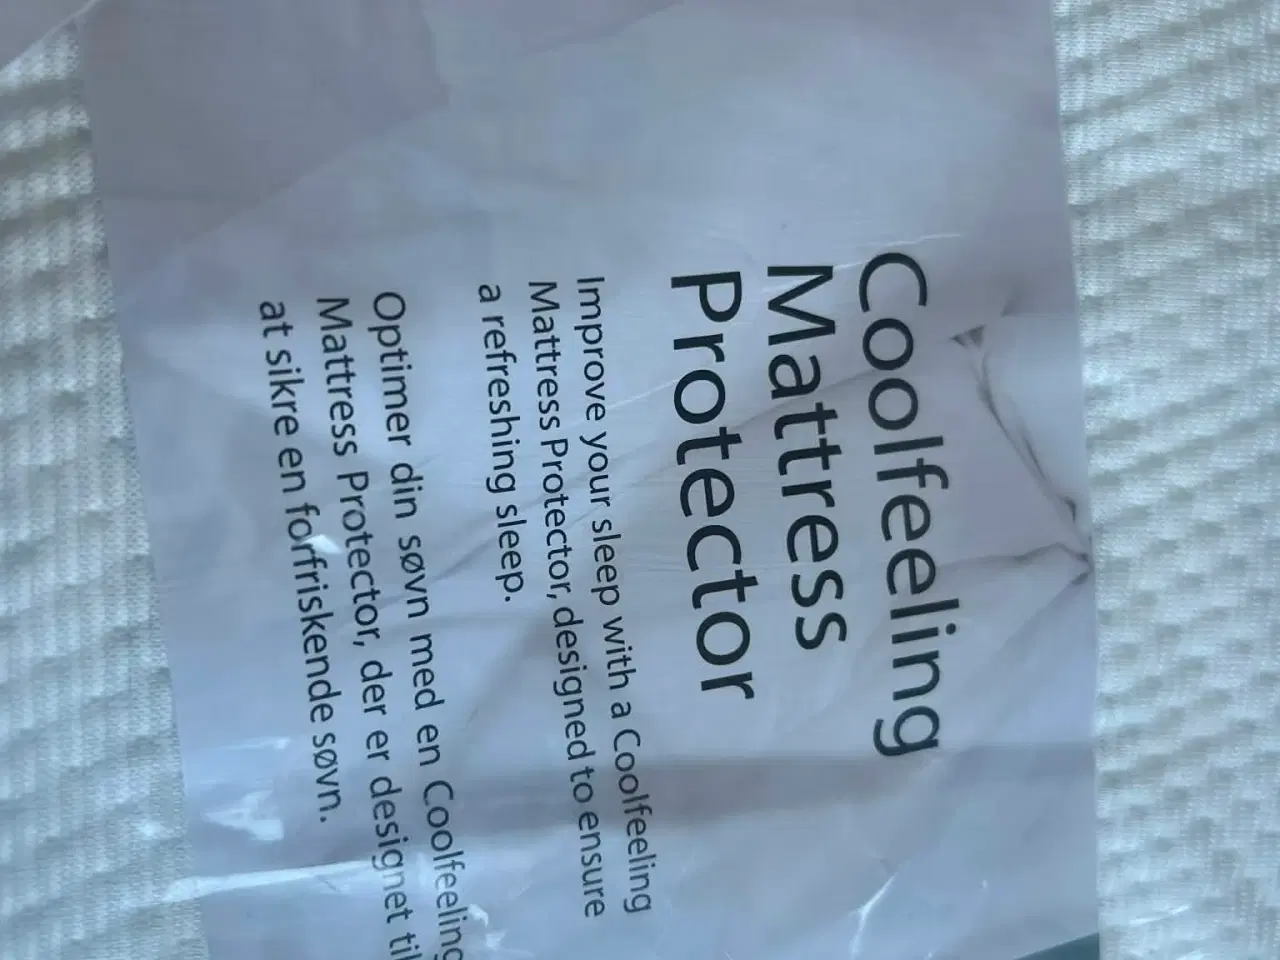 Coolfeeling
Mattress
Protector
Improve your sleep with a Coolfeeling
Mattress Protector, designed to ensure
a refreshing sleep.
Optimer din søvn med en Coolfeeling
Mattress Protector, der er designet til
at sikre en forfriskende søvn.